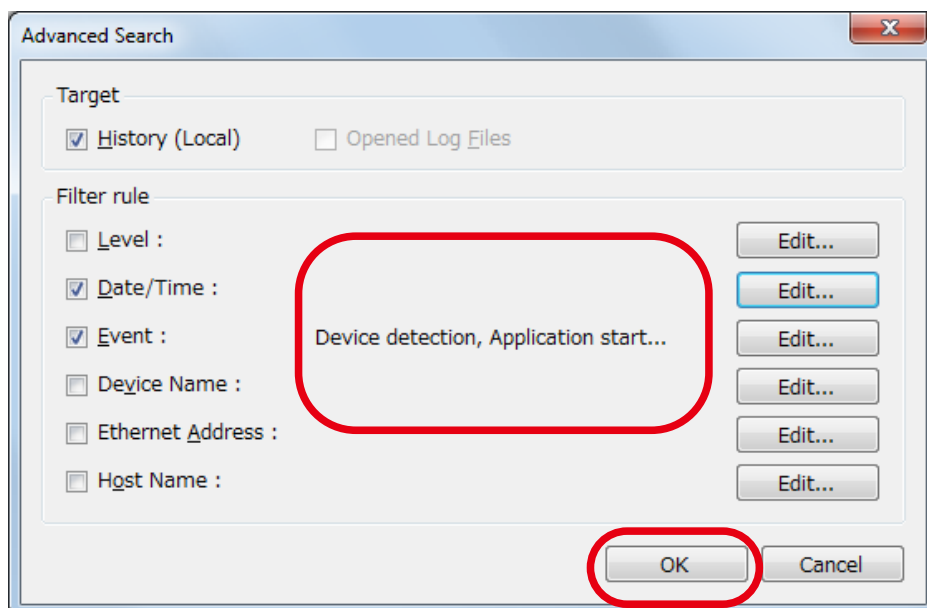 Advanced Search
Target
History (Local) Opened Log Files
Filter rule
Level : Edit...
Date/Time : Edit...
Event : Device detection, Application start... Edit...
Device Name : Edit...
Ethernet Address : Edit...
Host Name : Edit...
OK Cancel